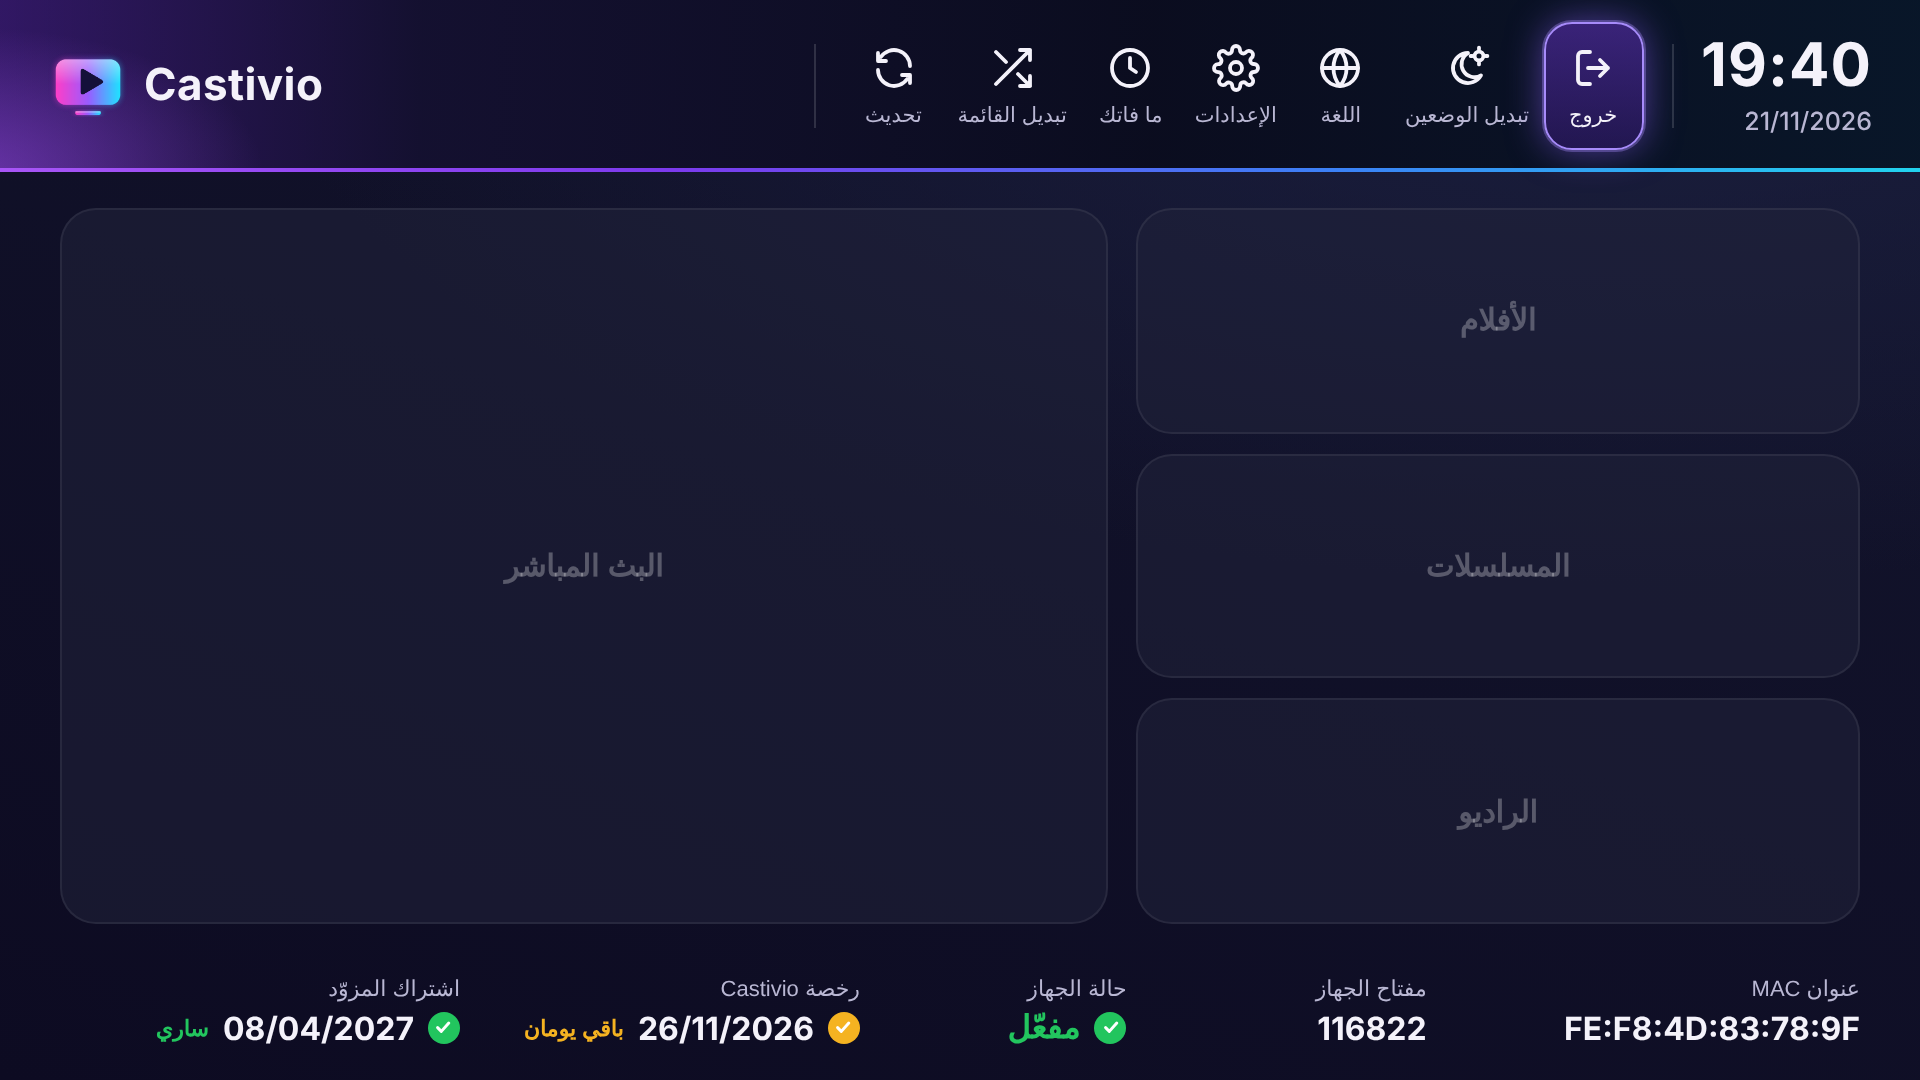 19:40
21/11/2026
خروج
تبديل الوضعين
اللغة
الإعدادات
ما فاتك
تبديل القائمة
تحديث
Castivio
الأفلام
البث المباشر
المسلسلات
الراديو
عنوان MAC
FE:F8:4D:83:78:9F
مفتاح الجهاز
116822
حالة الجهاز
مفعّل
رخصة Castivio
26/11/2026 باقي يومان
اشتراك المزوّد
08/04/2027 ساري